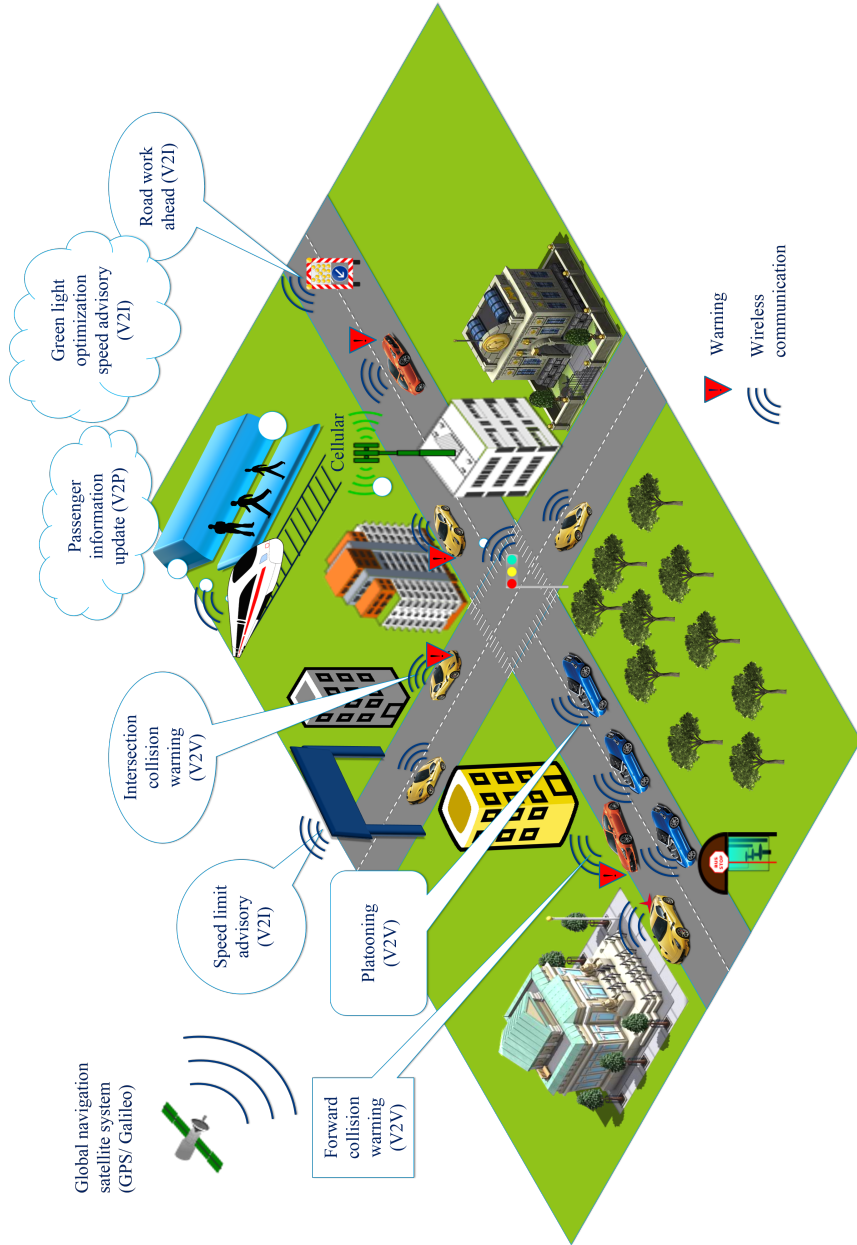 Global navigation
satellite system
(GPS/ Galileo)
Forward
collision
warning
(V2V)
Speed limit
advisory
(V2I)
Platooning
(V2V)
Intersection
collision
warning
(V2V)
Passenger
information
update (V2P)
Green light
optimization
speed advisory
(V2I)
Road work
ahead (V2I)
Cellular
BUS
STOP
!
!
!
!
!
Warning
Wireless
communication